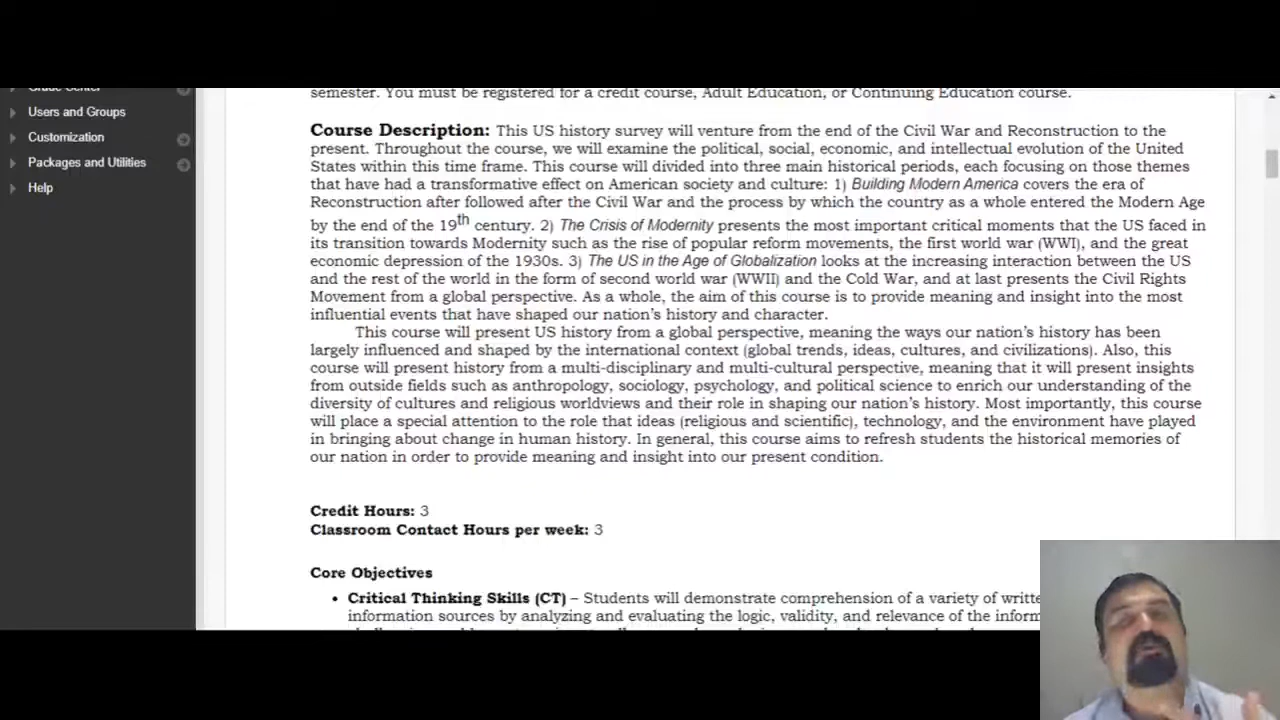 Grade Center
Users and Groups
Customization
Packages and Utilities
Help
semester. You must be registered for a credit course, Adult Education, or Continuing Education course.
Course Description: This US history survey will venture from the end of the Civil War and Reconstruction to the
present. Throughout the course, we will examine the political, social, economic, and intellectual evolution of the United
States within this time frame. This course will divided into three main historical periods, each focusing on those themes
that have had a transformative effect on American society and culture: 1) Building Modern America covers the era of
Reconstruction after followed after the Civil War and the process by which the country as a whole entered the Modern Age
by the end of the 19th century. 2) The Crisis of Modernity presents the most important critical moments that the US faced in
its transition towards Modernity such as the rise of popular reform movements, the first world war (WWI), and the great
economic depression of the 1930s. 3) The US in the Age of Globalization looks at the increasing interaction between the US
and the rest of the world in the form of second world war (WWII) and the Cold War, and at last presents the Civil Rights
Movement from a global perspective. As a whole, the aim of this course is to provide meaning and insight into the most
influential events that have shaped our nation's history and character.
This course will present US history from a global perspective, meaning the ways our nation's history has been
largely influenced and shaped by the international context (global trends, ideas, cultures, and civilizations). Also, this
course will present history from a multi-disciplinary and multi-cultural perspective, meaning that it will present insights
from outside fields such as anthropology, sociology, psychology, and political science to enrich our understanding of the
diversity of cultures and religious worldviews and their role in shaping our nation's history. Most importantly, this course
will place a special attention to the role that ideas (religious and scientific), technology, and the environment have played
in bringing about change in human history. In general, this course aims to refresh students the historical memories of
our nation in order to provide meaning and insight into our present condition.
Credit Hours: 3
Classroom Contact Hours per week: 3
Core Objectives
• Critical Thinking Skills (CT) – Students will demonstrate comprehension of a variety of
information sources by analyzing and evaluating the logic, validity, and relevance of the